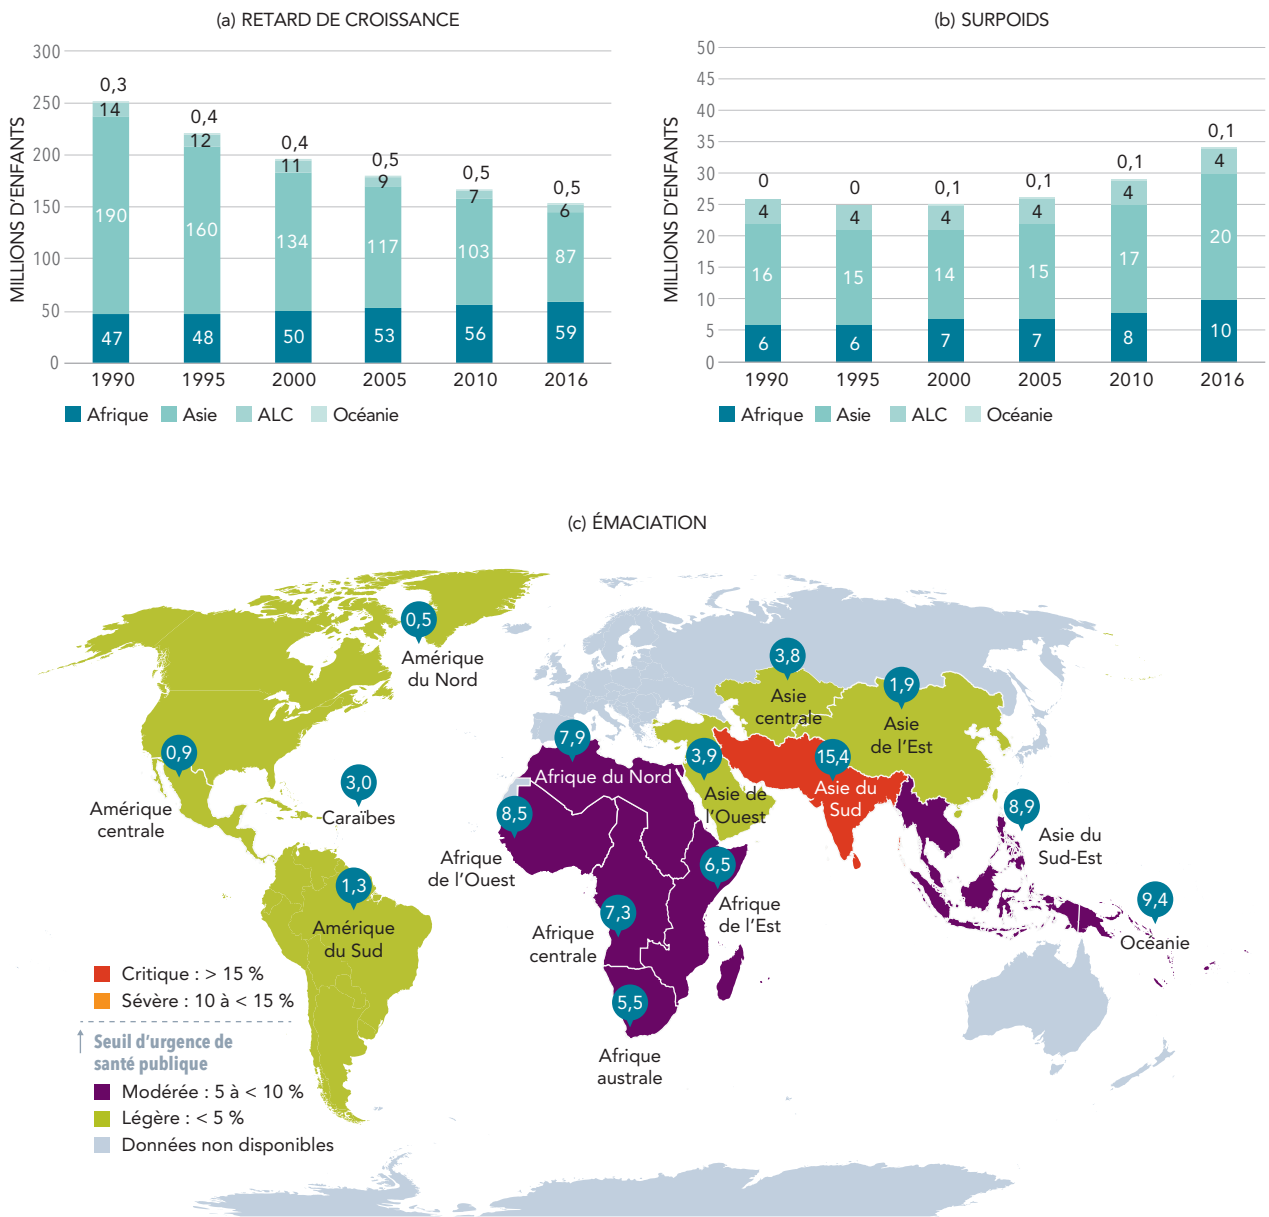 (a) RETARD DE CROISSANCE
MILLIONS D'ENFANTS
300
250
200
150
100
50
0
0,3
14
190
47
0,4
12
160
48
0,4
11
134
50
0,5
9
117
53
0,5
7
103
56
0,5
6
87
59
1990 1995 2000 2005 2010 2016
Afrique Asie ALC Océanie
(b) SURPOIDS
MILLIONS D'ENFANTS
50
45
40
35
30
25
20
15
10
5
0
0
4
16
6
0
4
15
6
0,1
4
14
7
0,1
4
15
7
0,1
4
17
8
0,1
4
20
10
1990 1995 2000 2005 2010 2016
Afrique Asie ALC Océanie
(c) ÉMACIATION
0,5
Amérique
du Nord
3,8
Asie
centrale
1,9
Asie
de l'Est
0,9
Amérique
centrale
3,0
Caraïbes
7,9
Afrique du Nord
3,9
Asie de
l'Ouest
15,4
Asie du
Sud
8,5
Afrique
de l'Ouest
8,9
Asie du
Sud-Est
6,5
Afrique
de l'Est
1,3
Amérique
du Sud
7,3
Afrique
centrale
9,4
Océanie
5,5
Afrique
australe
Critique : > 15 %
Sévère : 10 à < 15 %
↑ Seuil d'urgence de
santé publique
Modérée : 5 à < 10 %
Légère : < 5 %
Données non disponibles